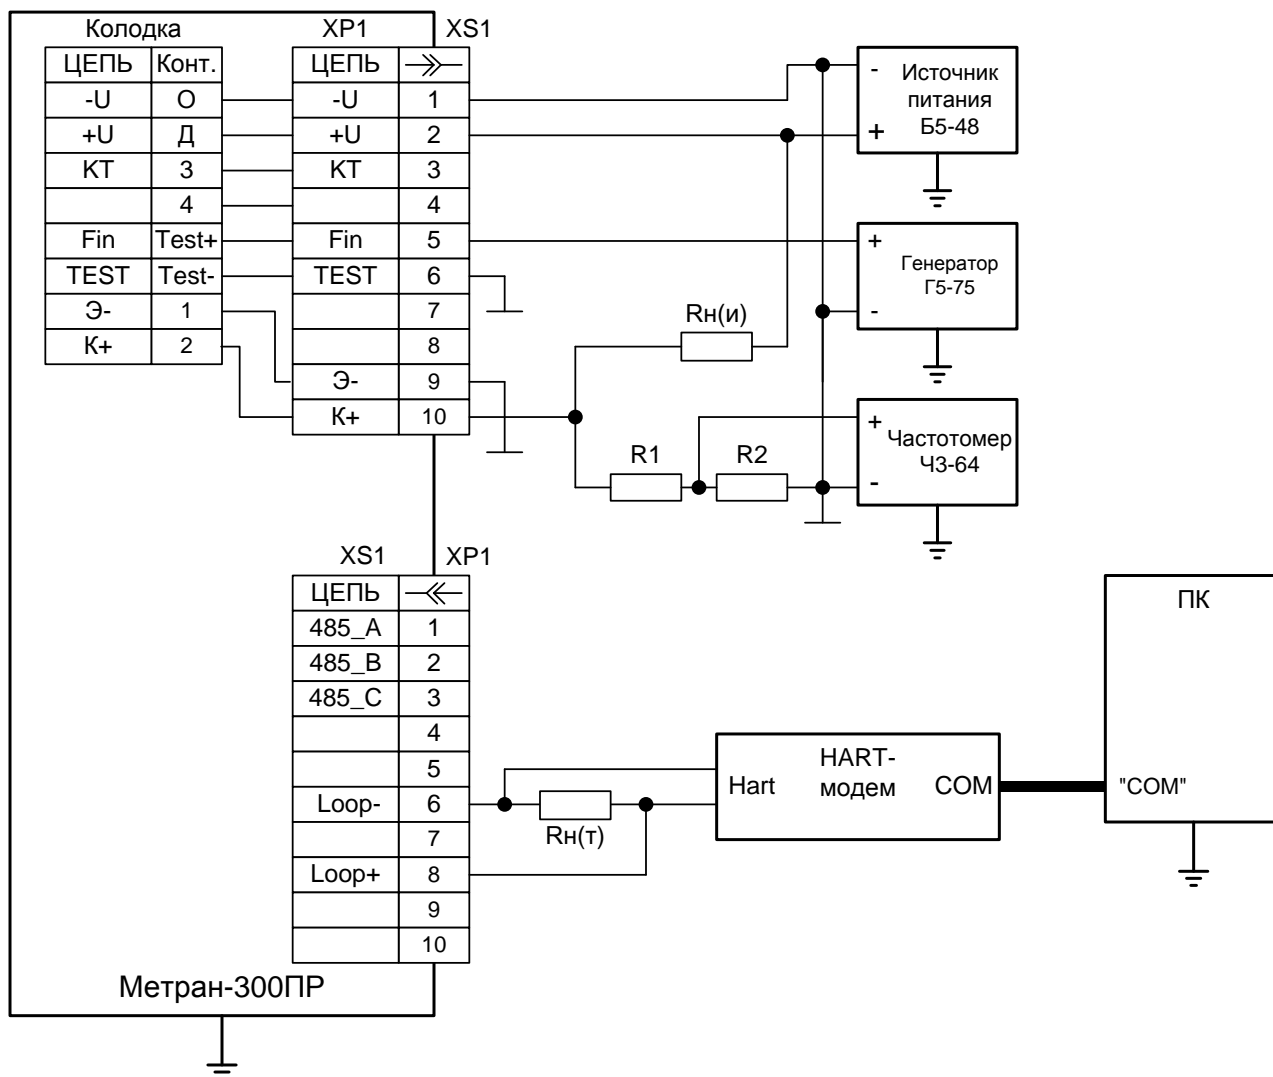 Колодка
XP1
XS1
ЦЕПЬ Конт.
ЦЕПЬ
-U О
-U 1
+U Д
+U 2
КТ 3
КТ 3
4
4
Fin Test+
Fin 5
TEST Test-
TEST 6
Э- 1
7
К+ 2
8
Э- 9
К+ 10
-
+
Источник
питания
Б5-48
+
-
Генератор
Г5-75
Rн(и)
R1
R2
+
-
Частотомер
ЧЗ-64
XS1
XP1
ЦЕПЬ
485_A 1
485_B 2
485_C 3
4
5
Loop- 6
7
Loop+ 8
9
10
Rн(т)
Hart
HART-
модем
COM
ПК
"COM"
Метран-300ПР